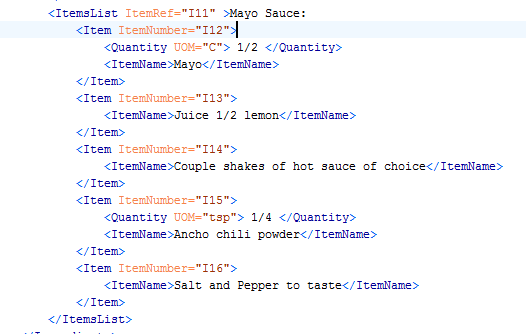 <ItemsList ItemRef="I11" >Mayo Sauce:
<Item ItemNumber="I12">
<Quantity UOM="C"> 1/2 </Quantity>
<ItemName>Mayo</ItemName>
</Item>
<Item ItemNumber="I13">
<ItemName>Juice 1/2 lemon</ItemName>
</Item>
<Item ItemNumber="I14">
<ItemName>Couple shakes of hot sauce of choice</ItemName>
</Item>
<Item ItemNumber="I15">
<Quantity UOM="tsp"> 1/4 </Quantity>
<ItemName>Ancho chili powder</ItemName>
</Item>
<Item ItemNumber="I16">
<ItemName>Salt and Pepper to taste</ItemName>
</Item>
</ItemsList>